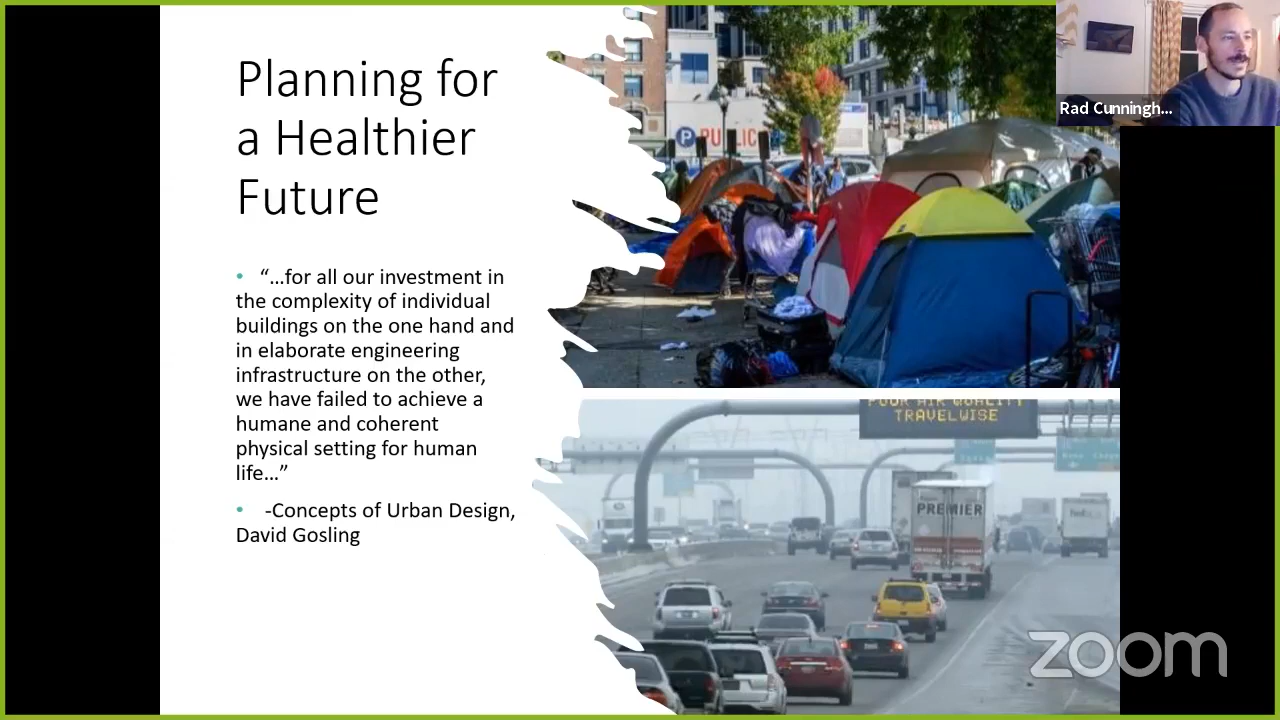 Planning for
a Healthier
Future
• “...for all our investment in
the complexity of individual
buildings on the one hand and
in elaborate engineering
infrastructure on the other,
we have failed to achieve a
humane and coherent
physical setting for human
life...”
• -Concepts of Urban Design,
David Gosling
P PUBLIC
POOR AIR QUALITY
TRAVELWISE
PREMIER
FedEx
Rad Cunningh...
zoom